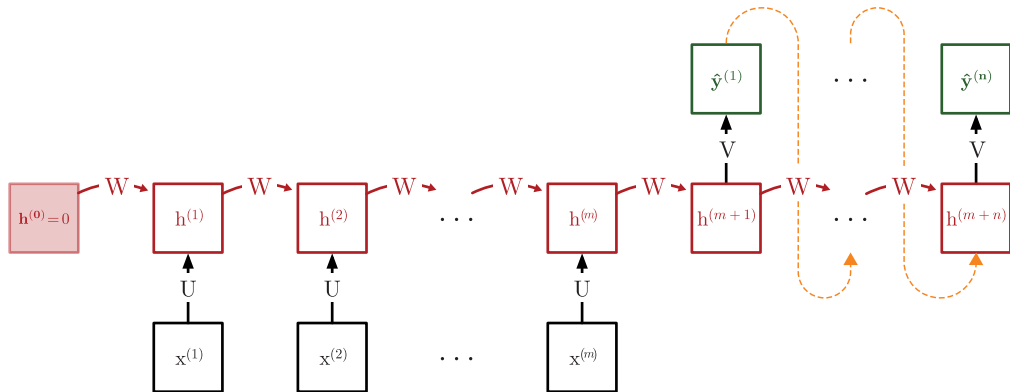 ŷ⁽¹⁾ · · · ŷ⁽ⁿ⁾
V V
W W W W W W W
h⁽⁰⁾ = 0 h⁽¹⁾ h⁽²⁾ · · · h⁽ᵐ⁾ h⁽ᵐ ⁺ ¹⁾ · · · h⁽ᵐ ⁺ ⁿ⁾
U U U
x⁽¹⁾ x⁽²⁾ · · · x⁽ᵐ⁾